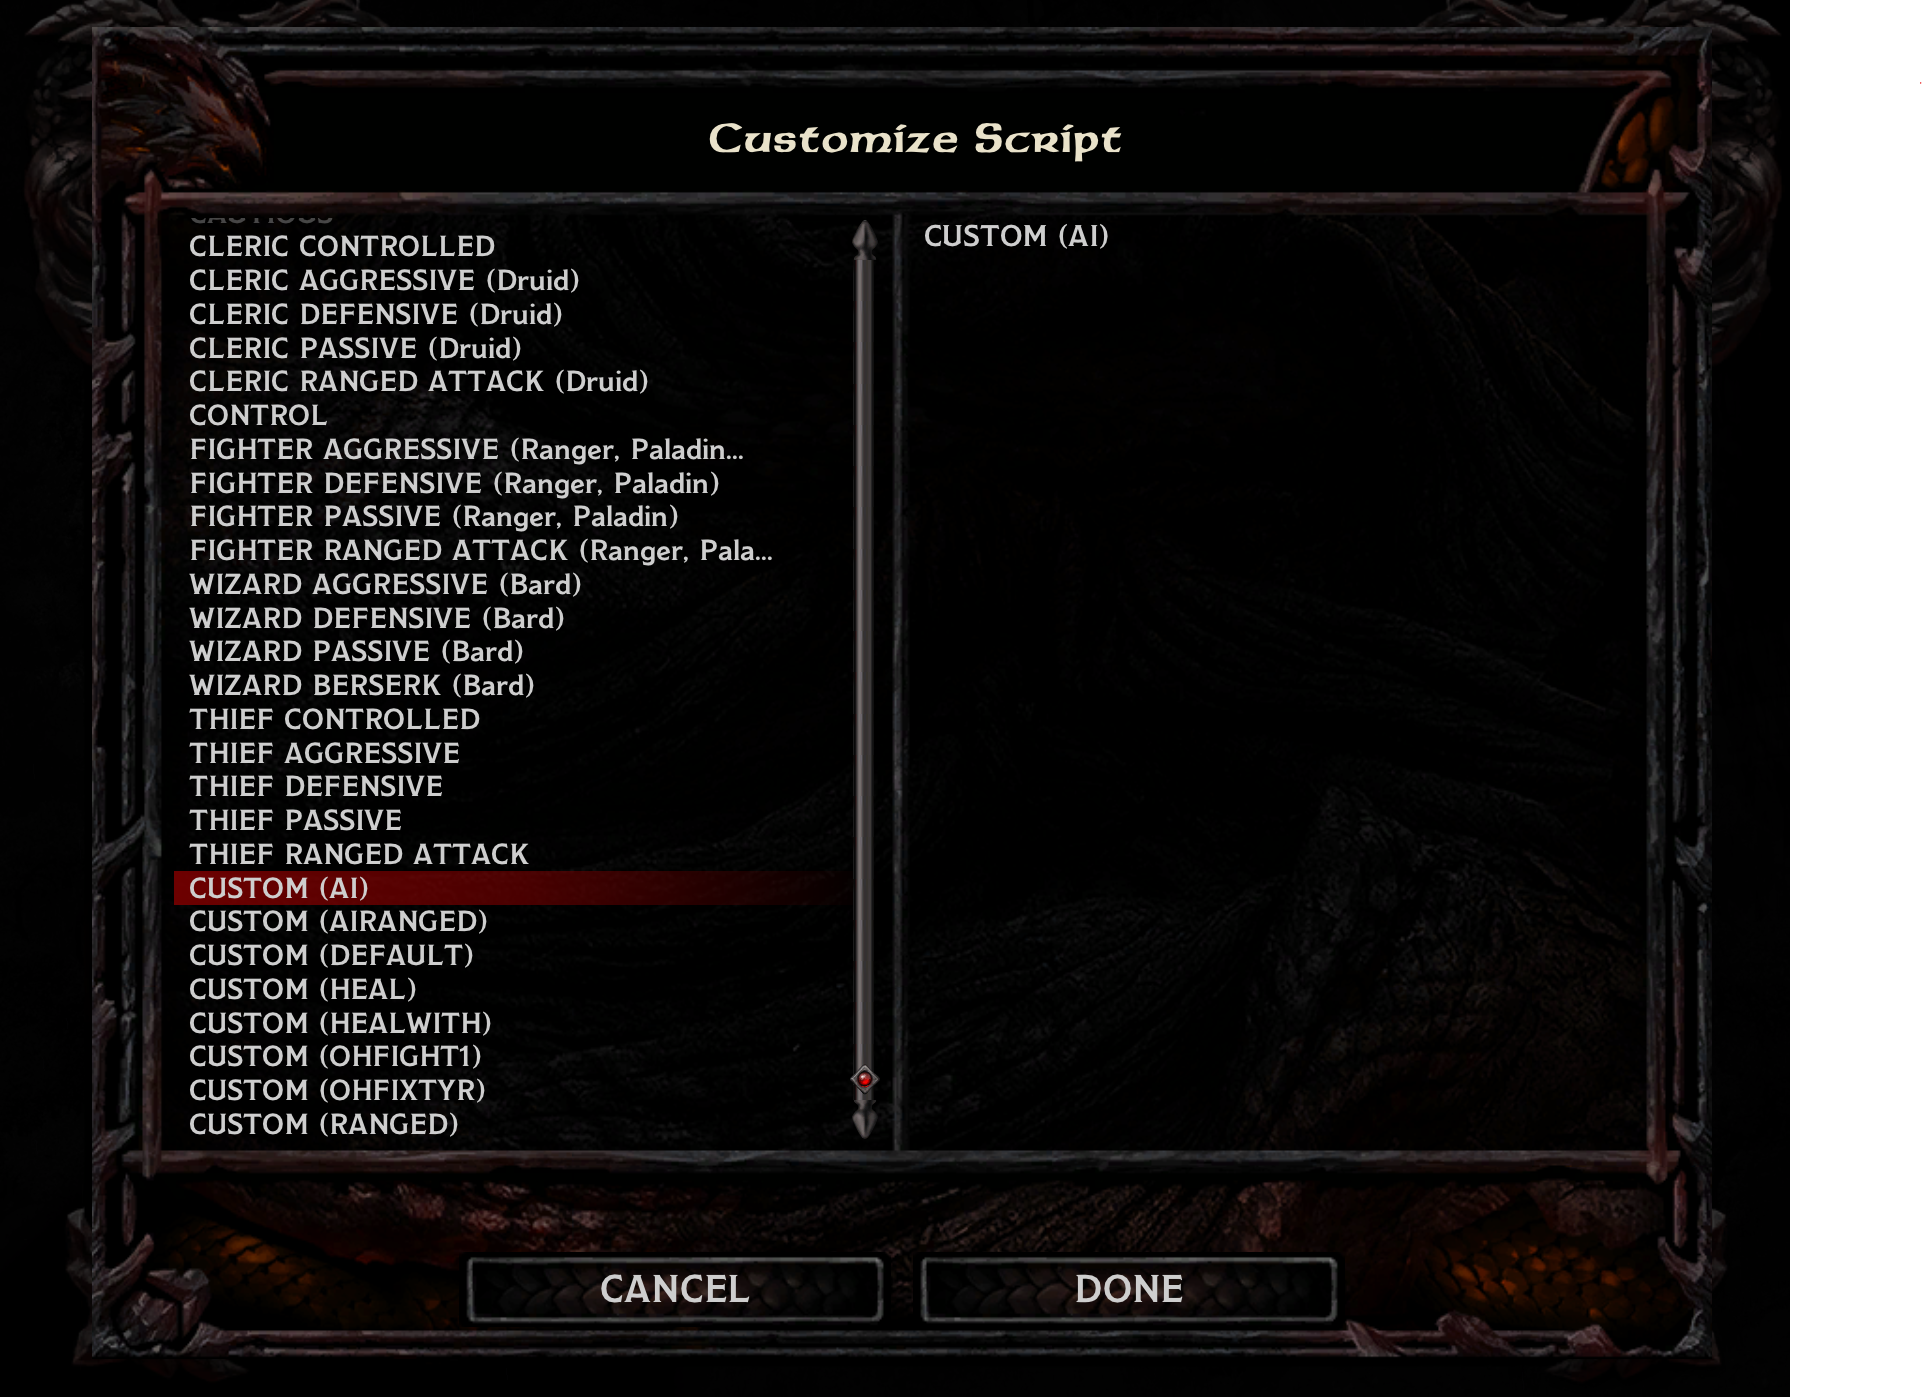 Customize Script
CAUTIOUS
CLERIC CONTROLLED
CLERIC AGGRESSIVE (Druid)
CLERIC DEFENSIVE (Druid)
CLERIC PASSIVE (Druid)
CLERIC RANGED ATTACK (Druid)
CONTROL
FIGHTER AGGRESSIVE (Ranger, Paladin...
FIGHTER DEFENSIVE (Ranger, Paladin)
FIGHTER PASSIVE (Ranger, Paladin)
FIGHTER RANGED ATTACK (Ranger, Pala...
WIZARD AGGRESSIVE (Bard)
WIZARD DEFENSIVE (Bard)
WIZARD PASSIVE (Bard)
WIZARD BERSERK (Bard)
THIEF CONTROLLED
THIEF AGGRESSIVE
THIEF DEFENSIVE
THIEF PASSIVE
THIEF RANGED ATTACK
CUSTOM (AI)
CUSTOM (AIRANGED)
CUSTOM (DEFAULT)
CUSTOM (HEAL)
CUSTOM (HEALWITH)
CUSTOM (OHFIGHT1)
CUSTOM (OHFIXTYR)
CUSTOM (RANGED)
CUSTOM (AI)
CANCEL
DONE